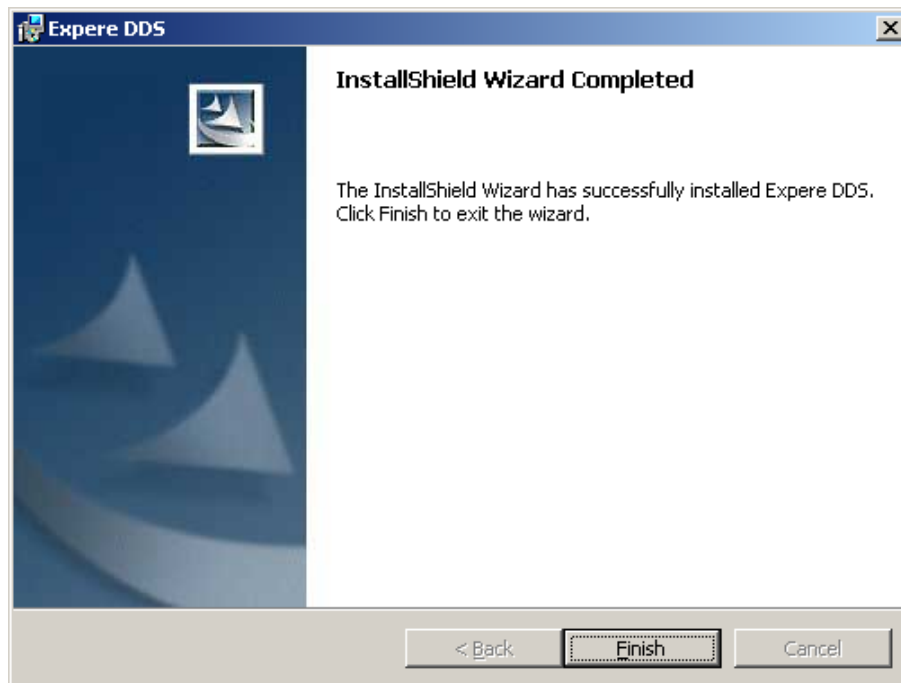 Expere DDS
InstallShield Wizard Completed
The InstallShield Wizard has successfully installed Expere DDS.
Click Finish to exit the wizard.
< Back
Finish
Cancel